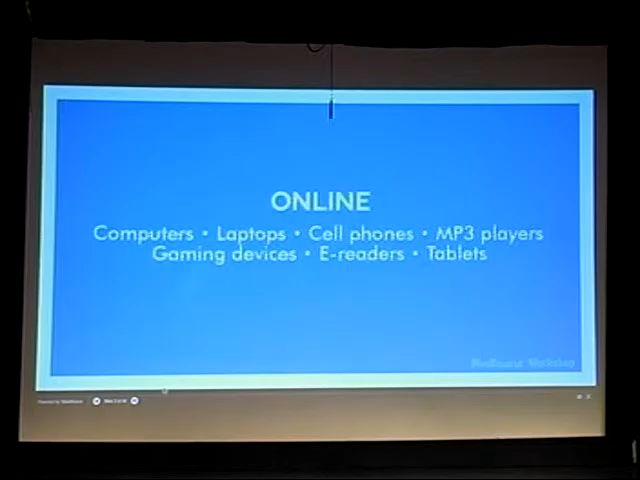 ONLINE
Computers • Laptops • Cell phones • MP3 players
Gaming devices • E-readers • Tablets